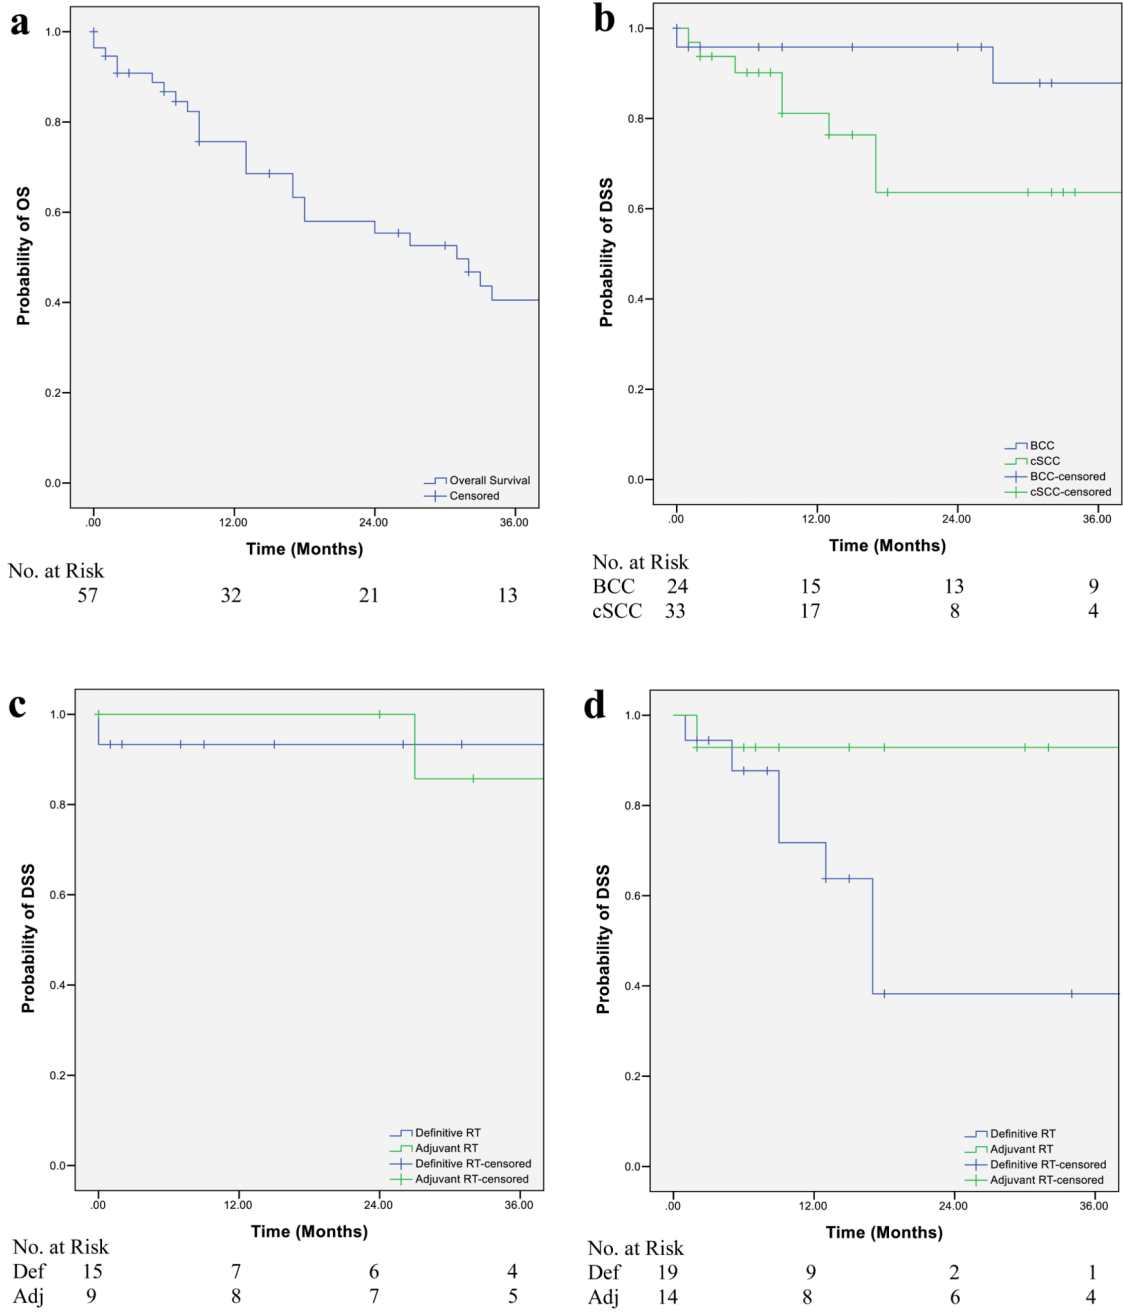 a
Probability of OS
1.0
0.8
0.6
0.4
0.2
0.0
Overall Survival
Censored
.00 12.00 24.00 36.00
Time (Months)
No. at Risk
57 32 21 13
b
Probability of DSS
1.0
0.8
0.6
0.4
0.2
0.0
BCC
cSCC
BCC-censored
cSCC-censored
.00 12.00 24.00 36.00
Time (Months)
No. at Risk
BCC 24 15 13 9
cSCC 33 17 8 4
c
Probability of DSS
1.0
0.8
0.6
0.4
0.2
0.0
Definitive RT
Adjuvant RT
Definitive RT-censored
Adjuvant RT-censored
.00 12.00 24.00 36.00
Time (Months)
No. at Risk
Def 15 7 6 4
Adj 9 8 7 5
d
Probability of DSS
1.0
0.8
0.6
0.4
0.2
0.0
Definitive RT
Adjuvant RT
Definitive RT-censored
Adjuvant RT-censored
.00 12.00 24.00 36.00
Time (Months)
No. at Risk
Def 19 9 2 1
Adj 14 8 6 4